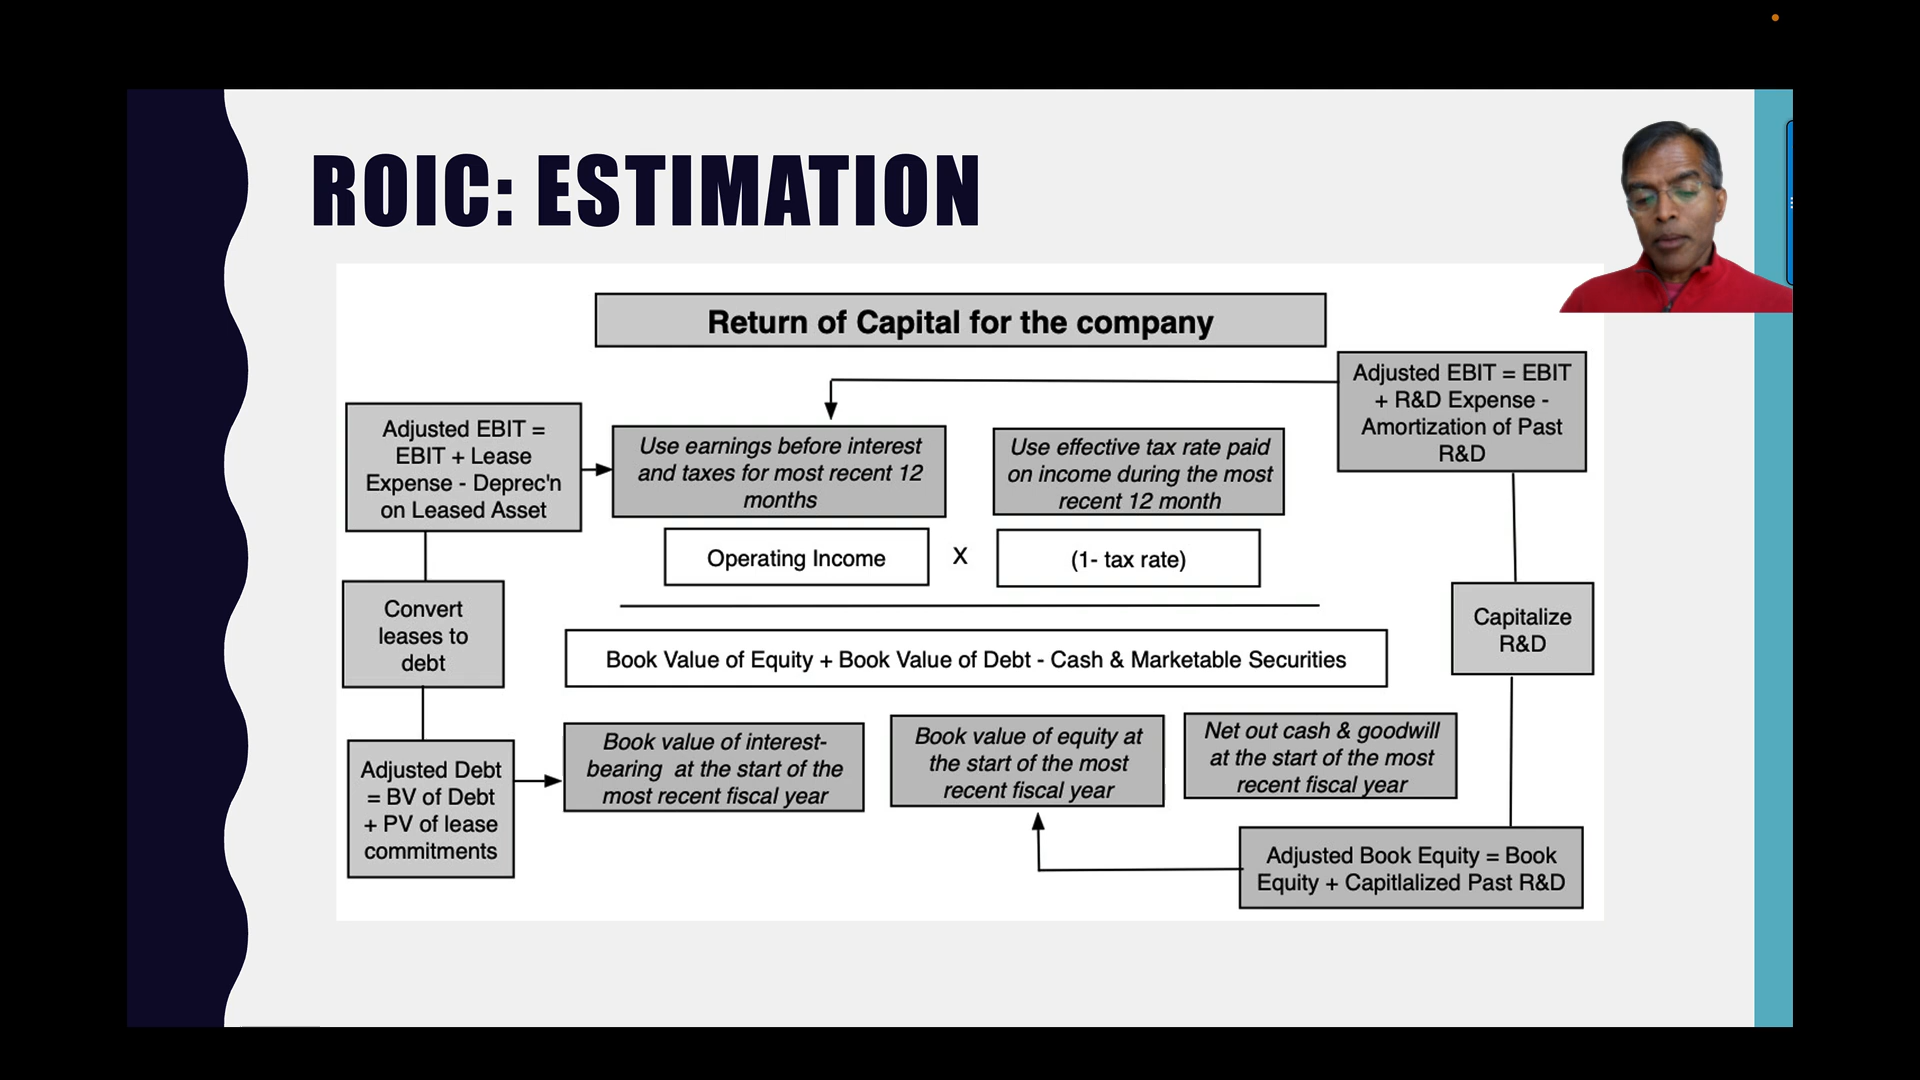 ROIC: ESTIMATION
Return of Capital for the company
Adjusted EBIT = EBIT
+ R&D Expense -
Amortization of Past
R&D
Adjusted EBIT =
EBIT + Lease
Expense - Deprec'n
on Leased Asset
Use earnings before interest
and taxes for most recent 12
months
Use effective tax rate paid
on income during the most
recent 12 month
Operating Income
X
(1- tax rate)
Convert
leases to
debt
Capitalize
R&D
Book Value of Equity + Book Value of Debt - Cash & Marketable Securities
Adjusted Debt
= BV of Debt
+ PV of lease
commitments
Book value of interest-
bearing at the start of the
most recent fiscal year
Book value of equity at
the start of the most
recent fiscal year
Net out cash & goodwill
at the start of the most
recent fiscal year
Adjusted Book Equity = Book
Equity + Capitlalized Past R&D